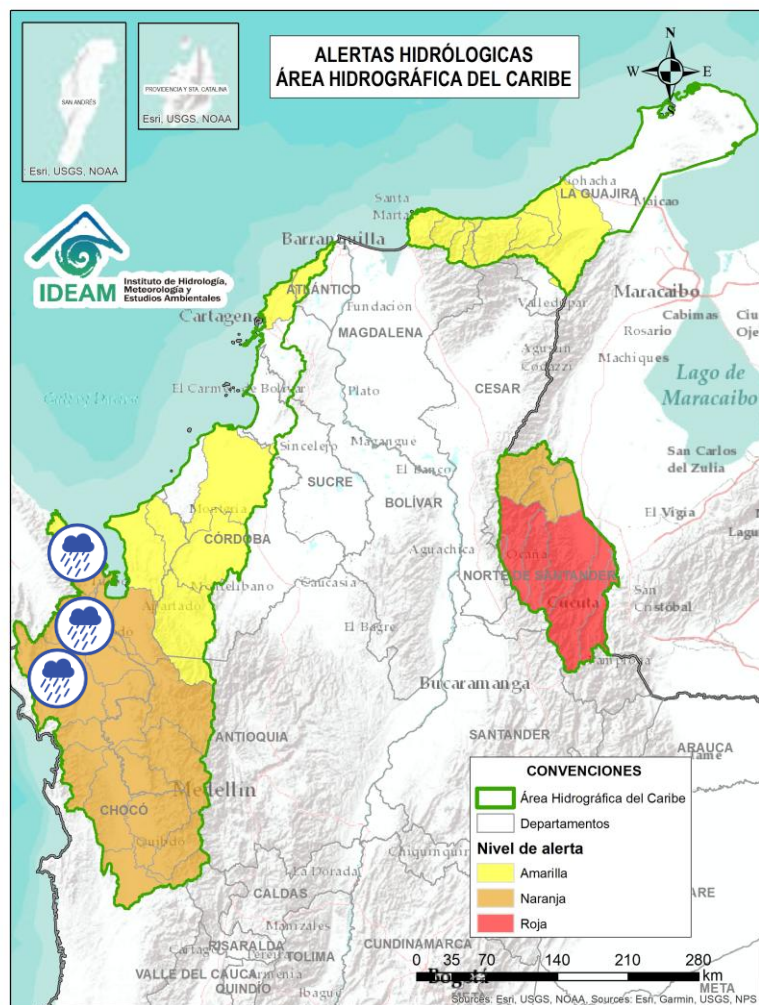 ALERTAS HIDRÓLOGICAS
ÁREA HIDROGRÁFICA DEL CARIBE
N
W
E
S
SAN ANDRÉS
Esri, USGS, NOAA
PROVIDENCIA Y STA. CATALINA
Esri, USGS, NOAA
IDEAM
Instituto de Hidrología,
Meteorología y
Estudios Ambientales
Riohacha
LA GUAJIRA
Maicao
Santa
Marta
Barranquilla
ATLÁNTICO
Cartagena
Fundación
MAGDALENA
Valledupar
Maracaibo
Cabimas
Rosario
Machiques
Agustín
Codazzi
CESAR
Lago de
Maracaibo
El Carmen de Bolívar
Plato
Sincelejo
Magangué
SUCRE
El Banco
BOLÍVAR
San Carlos
del Zulia
El Vigía
Montería
CÓRDOBA
Aguachica
Ocaña
NORTE DE SANTANDER
Cúcuta
San
Cristóbal
Montelíbano
Caucasia
Apartadó
El Bagre
Pamplona
Bucaramanga
ANTIOQUIA
SANTANDER
ARAUCA
Medellín
CHOCÓ
Quibdó
La Dorada
CALDAS
Manizales
RISARALDA
Pereira
TOLIMA
CUNDINAMARCA
VALLE DEL CAUCA
Armenia
QUINDÍO
Ibagué
Bogotá
META
CONVENCIONES
Área Hidrográfica del Caribe
Departamentos
Nivel de alerta
Amarilla
Naranja
Roja
0 35 70 140 210 280
km
Sources: Esri, USGS, NOAA, Sources: Esri, Garmin, USGS, NPS